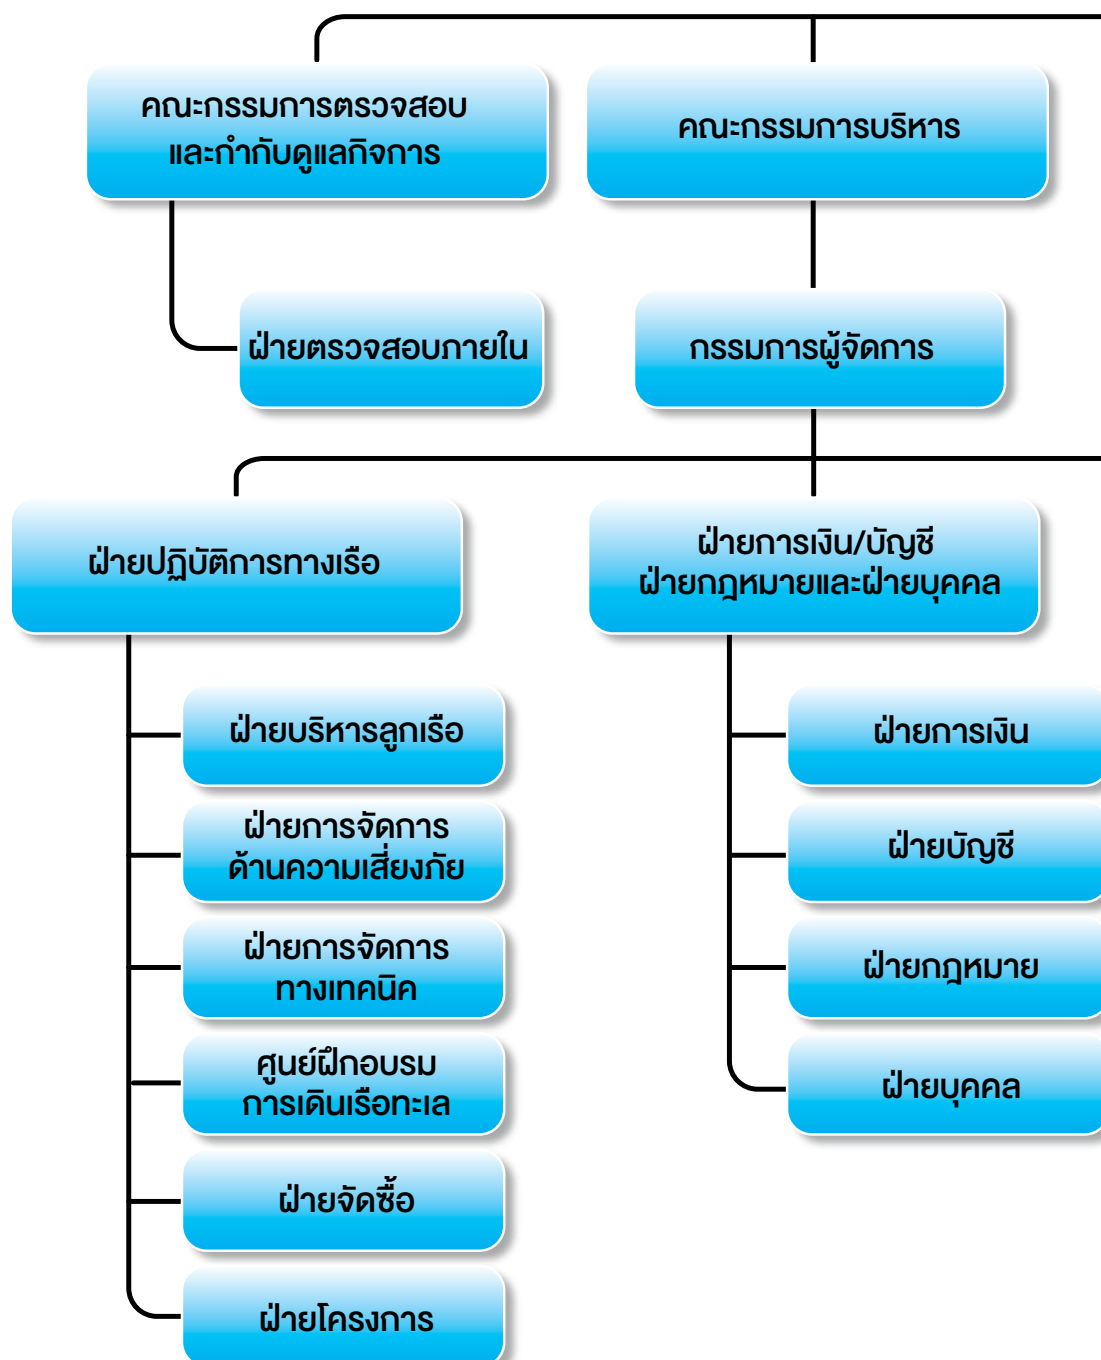 คณะกรรมการตรวจสอบ
และกำกับดูแลกิจการ
คณะกรรมการบริหาร
ฝ่ายตรวจสอบภายใน
กรรมการผู้จัดการ
ฝ่ายปฏิบัติการทางเรือ
ฝ่ายการเงิน/บัญชี
ฝ่ายกฎหมายและฝ่ายบุคคล
ฝ่ายบริหารลูกเรือ
ฝ่ายการจัดการ
ด้านความเสี่ยงภัย
ฝ่ายการจัดการ
ทางเทคนิค
ศูนย์ฝึกอบรม
การเดินเรือทะเล
ฝ่ายจัดซื้อ
ฝ่ายโครงการ
ฝ่ายการเงิน
ฝ่ายบัญชี
ฝ่ายกฎหมาย
ฝ่ายบุคคล